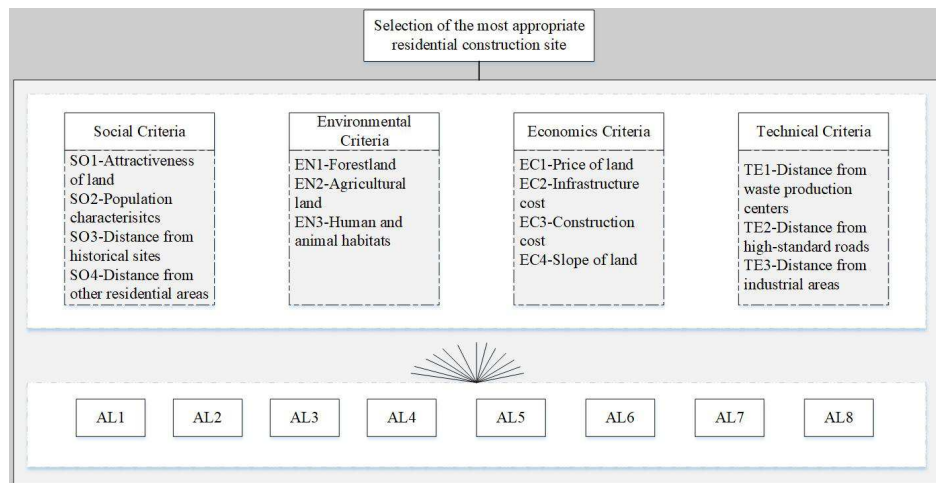 Selection of the most appropriate
residential construction site
Social Criteria
SO1-Attractiveness
of land
SO2-Population
characterisitcs
SO3-Distance from
historical sites
SO4-Distance from
other residential areas
Environmental
Criteria
EN1-Forestland
EN2-Agricultural
land
EN3-Human and
animal habitats
Economics Criteria
EC1-Price of land
EC2-Infrastructure
cost
EC3-Construction
cost
EC4-Slope of land
Technical Criteria
TE1-Distance from
waste production
centers
TE2-Distance from
high-standard roads
TE3-Distance from
industrial areas
AL1
AL2
AL3
AL4
AL5
AL6
AL7
AL8